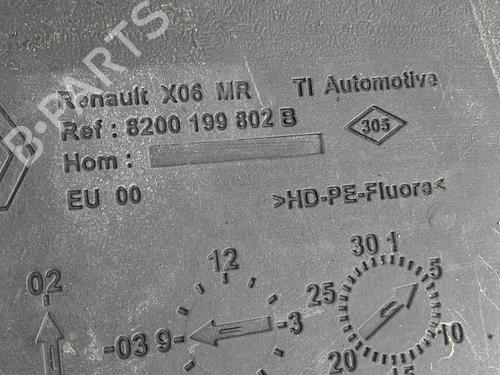 B-PARTS
Renault X06 MR TI Automotive
Ref : 8200 199 802 B
305
Hom :
EU 00 >HD-PE-Fluore<
02
12
-03 9- -3
30 1
25 5
20 15 10